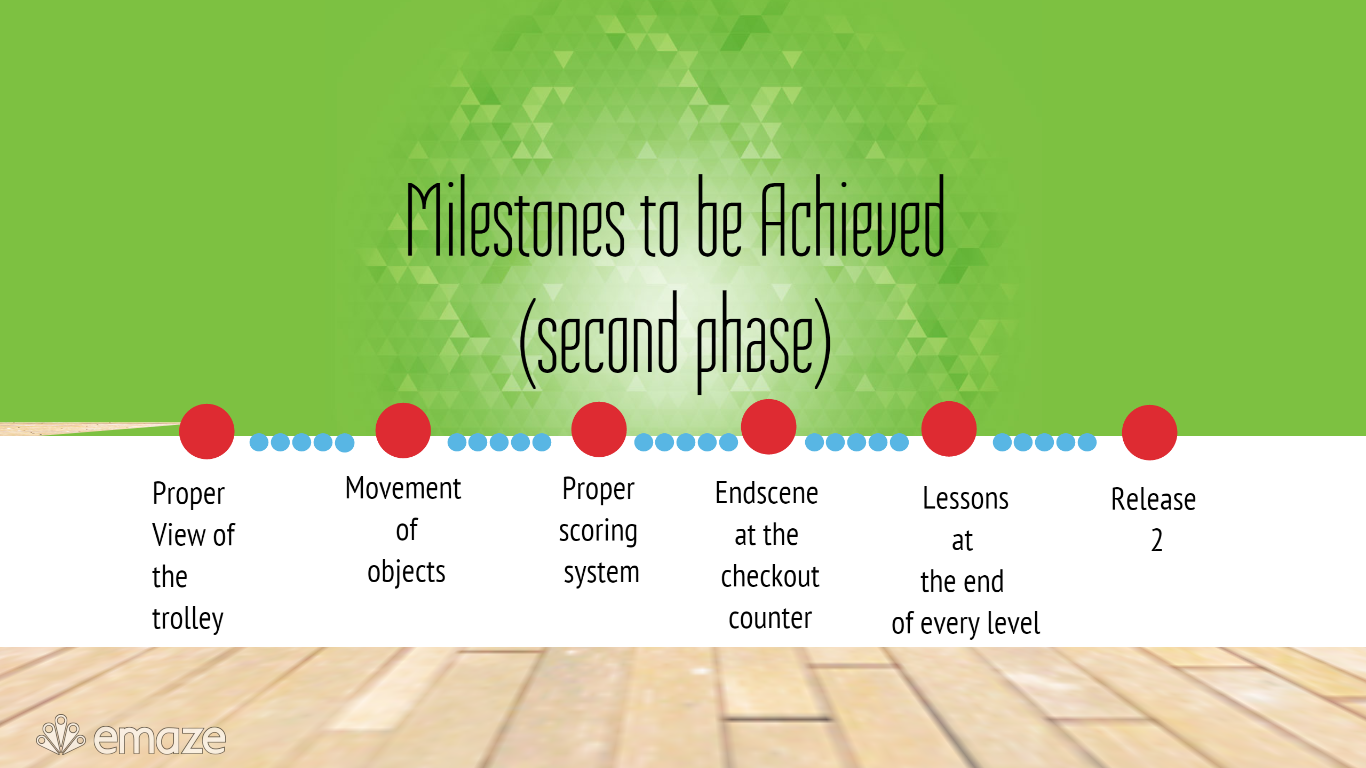 Milestones to be Achieved
(second phase)
Proper
View of
the
trolley
Movement
of
objects
Proper
scoring
system
Endscene
at the
checkout
counter
Lessons
at
the end
of every level
Release
2
emaze